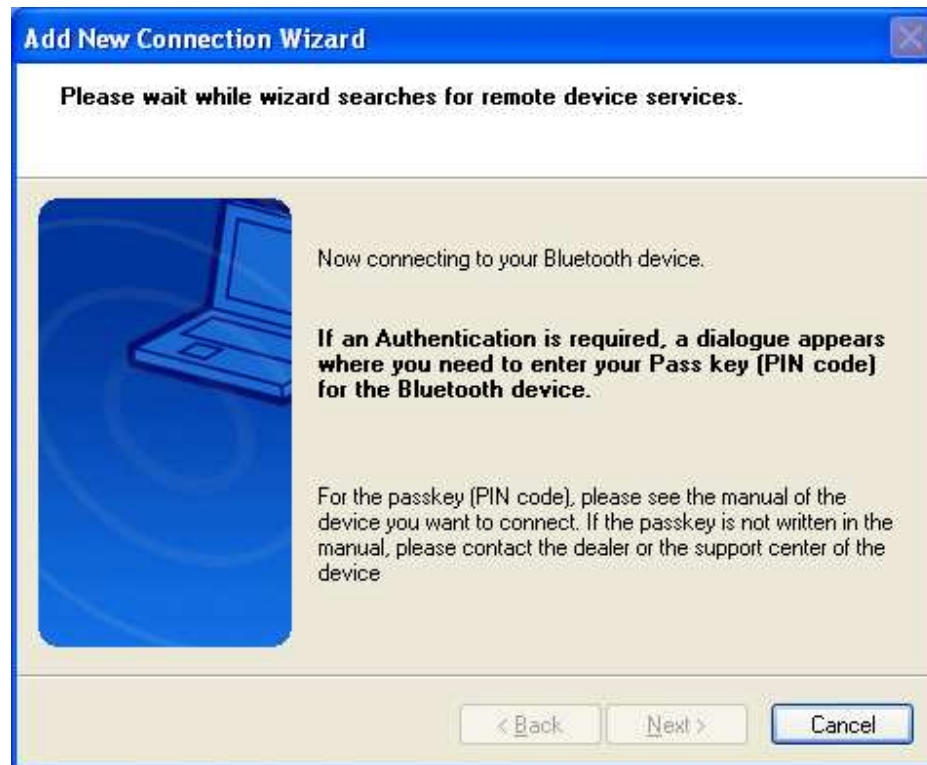 Add New Connection Wizard
Please wait while wizard searches for remote device services.
Now connecting to your Bluetooth device.
If an Authentication is required, a dialogue appears
where you need to enter your Pass key (PIN code)
for the Bluetooth device.
For the passkey (PIN code), please see the manual of the
device you want to connect. If the passkey is not written in the
manual, please contact the dealer or the support center of the
device
< Back Next > Cancel